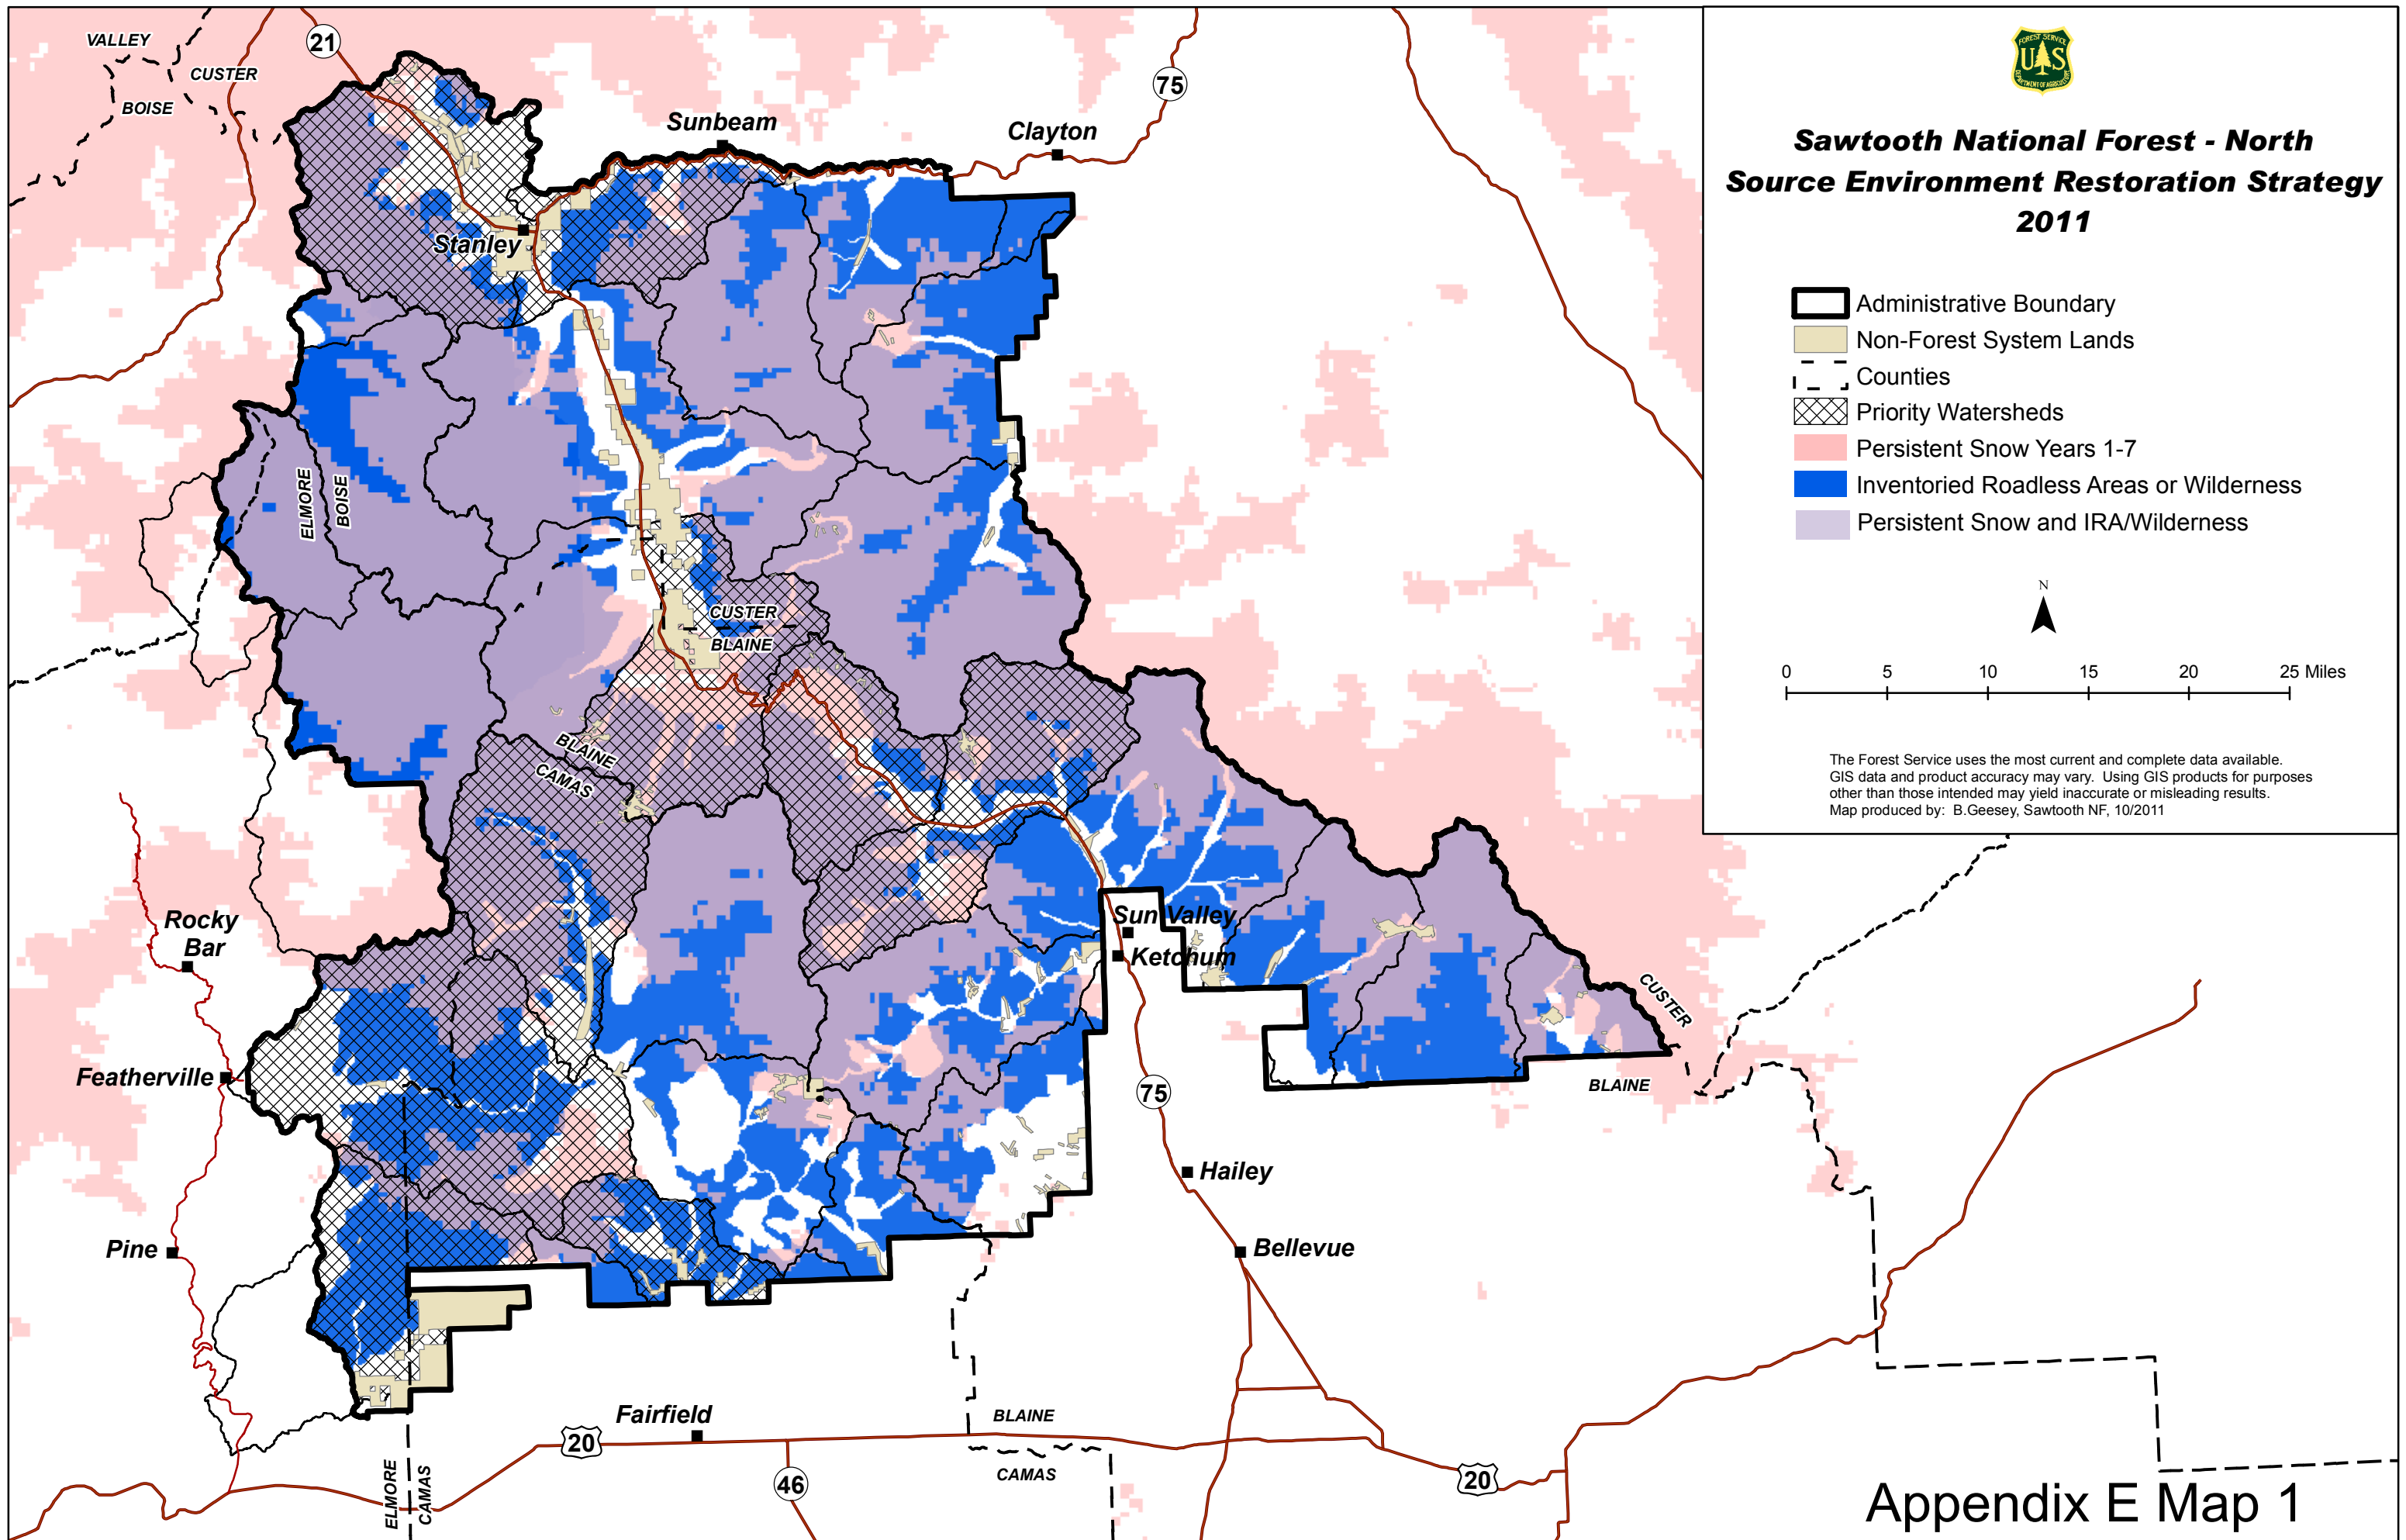 VALLEY
CUSTER
BOISE
21
75
Sunbeam
Clayton
Stanley
ELMORE
BOISE
CUSTER
BLAINE
BLAINE
CAMAS
Rocky
Bar
Sun Valley
Ketchum
CUSTER
Featherville
BLAINE
75
Hailey
Pine
Bellevue
Fairfield
BLAINE
20
CAMAS
ELMORE
CAMAS
46
20
FOREST SERVICE
US
DEPARTMENT OF AGRICULTURE
Sawtooth National Forest - North
Source Environment Restoration Strategy
2011
Administrative Boundary
Non-Forest System Lands
Counties
Priority Watersheds
Persistent Snow Years 1-7
Inventoried Roadless Areas or Wilderness
Persistent Snow and IRA/Wilderness
N
0 5 10 15 20 25 Miles
The Forest Service uses the most current and complete data available.
GIS data and product accuracy may vary. Using GIS products for purposes
other than those intended may yield inaccurate or misleading results.
Map produced by: B.Geesey, Sawtooth NF, 10/2011
Appendix E Map 1